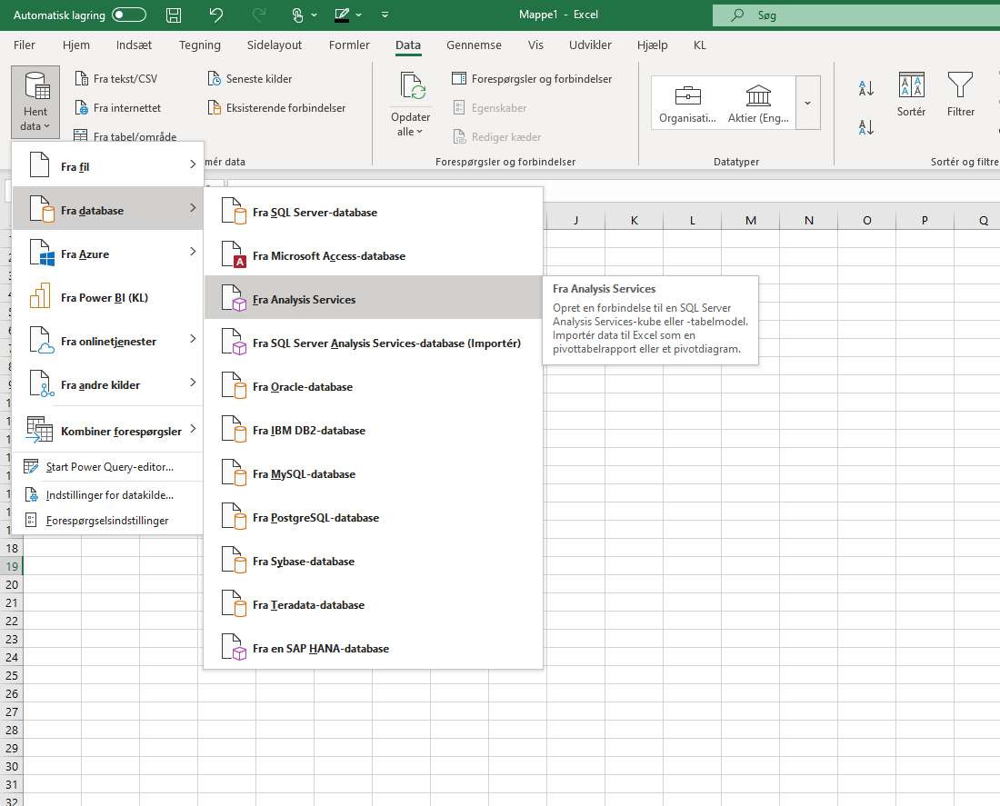 Automatisk lagring
Mappe1 - Excel
Søg
Filer Hjem Indsæt Tegning Sidelayout Formler Data Gennemse Vis Udvikler Hjælp KL
Hent
data
Fra tekst/CSV
Fra internettet
Fra tabel/område
Seneste kilder
Eksisterende forbindelser
mér data
Opdater
alle
Forespørgsler og forbindelser
Egenskaber
Rediger kæder
Forespørgsler og forbindelser
Organisati...
Aktier (Eng...
Datatyper
A
Å
A
Å
Å A
A Å
Sortér
Filtrer
Sortér og filtre
Fra fil
Fra database
Fra Azure
Fra Power BI (KL)
Fra onlinetjenester
Fra andre kilder
Kombiner forespørgsler
Start Power Query-editor...
Indstillinger for datakilde...
Forespørgselsindstillinger
Fra SQL Server-database
A
Fra Microsoft Access-database
Fra Analysis Services
Fra SQL Server Analysis Services-database (Importér)
Fra Oracle-database
Fra IBM DB2-database
Fra MySQL-database
Fra PostgreSQL-database
Fra Sybase-database
Fra Teradata-database
Fra en SAP HANA-database
Fra Analysis Services
Opret en forbindelse til en SQL Server
Analysis Services-kube eller -tabelmodel.
Importér data til Excel som en
pivottabelrapport eller et pivotdiagram.
J K L M N O P Q
18
19
20
21
22
23
24
25
26
27
28
29
30
31
32